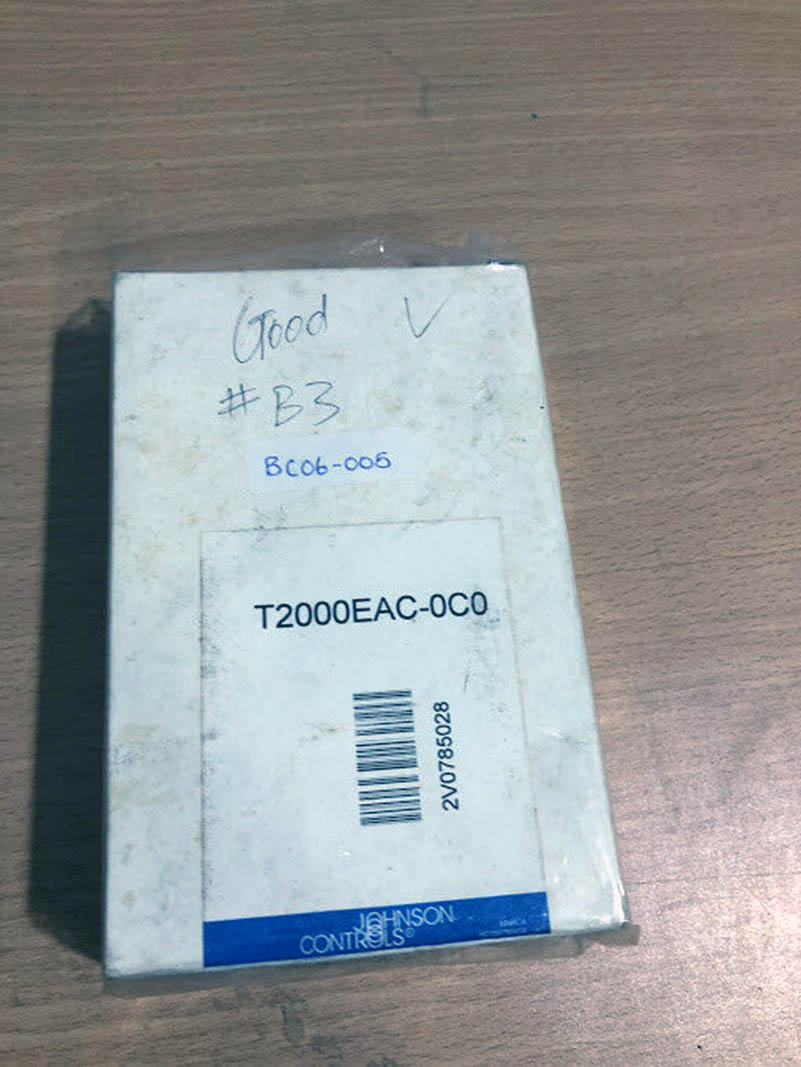 Good V
#B3
BC06-005
T2000EAC-0C0
2V0785028
JOHNSON
CONTROLS®